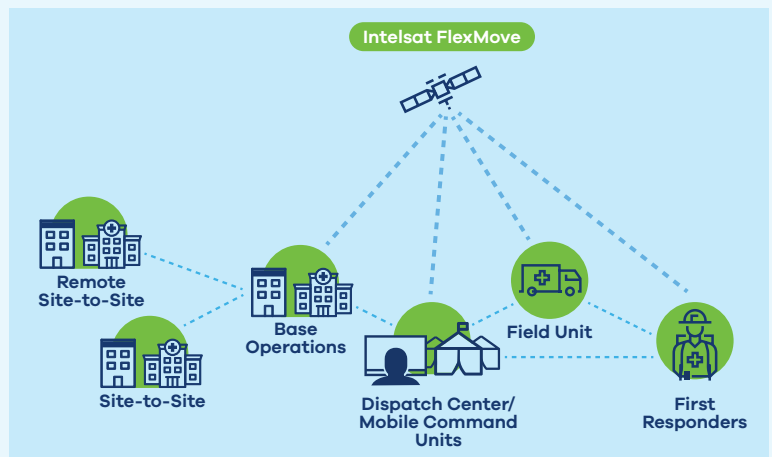 Intelsat FlexMove
Remote
Site-to-Site
Base
Operations
Field Unit
Site-to-Site
Dispatch Center/
Mobile Command
Units
First
Responders